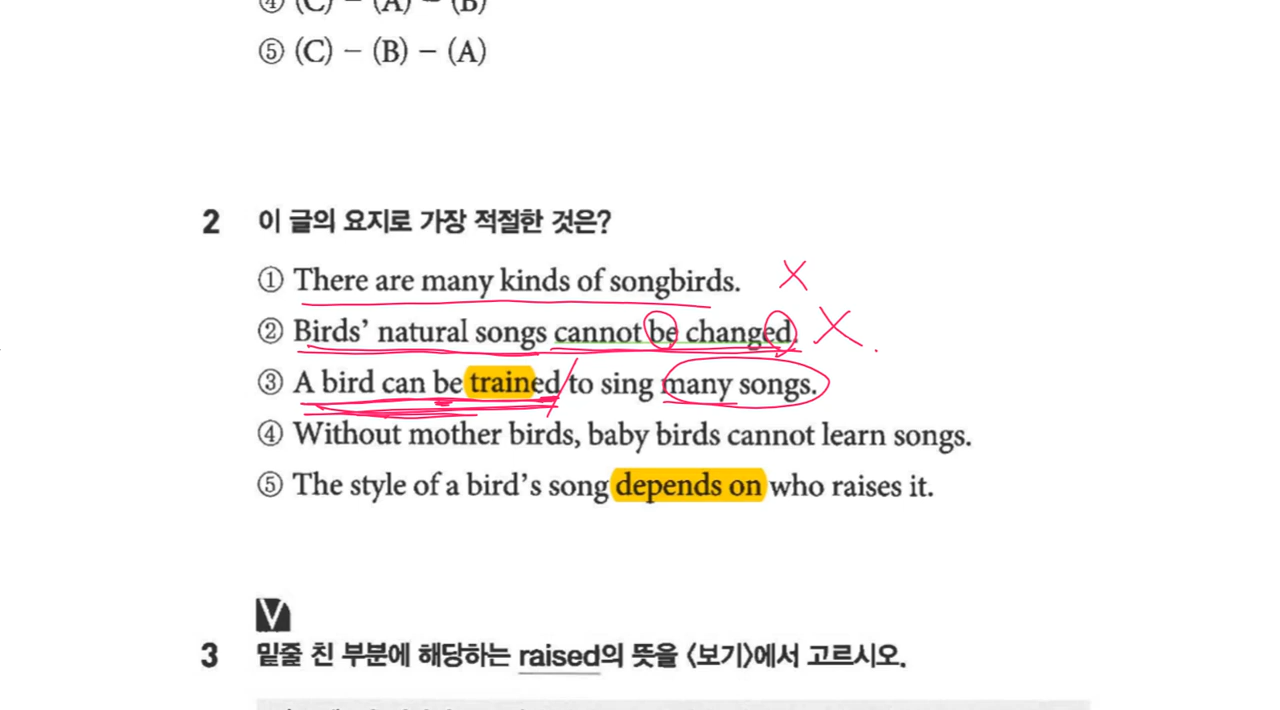 ④ (C) – (A) – (B)
⑤ (C) – (B) – (A)
2 이 글의 요지로 가장 적절한 것은?
① There are many kinds of songbirds.
② Birds’ natural songs cannot be changed.
③ A bird can be trained to sing many songs.
④ Without mother birds, baby birds cannot learn songs.
⑤ The style of a bird’s song depends on who raises it.
V
3 밑줄 친 부분에 해당하는 raised의 뜻을 〈보기〉에서 고르시오.